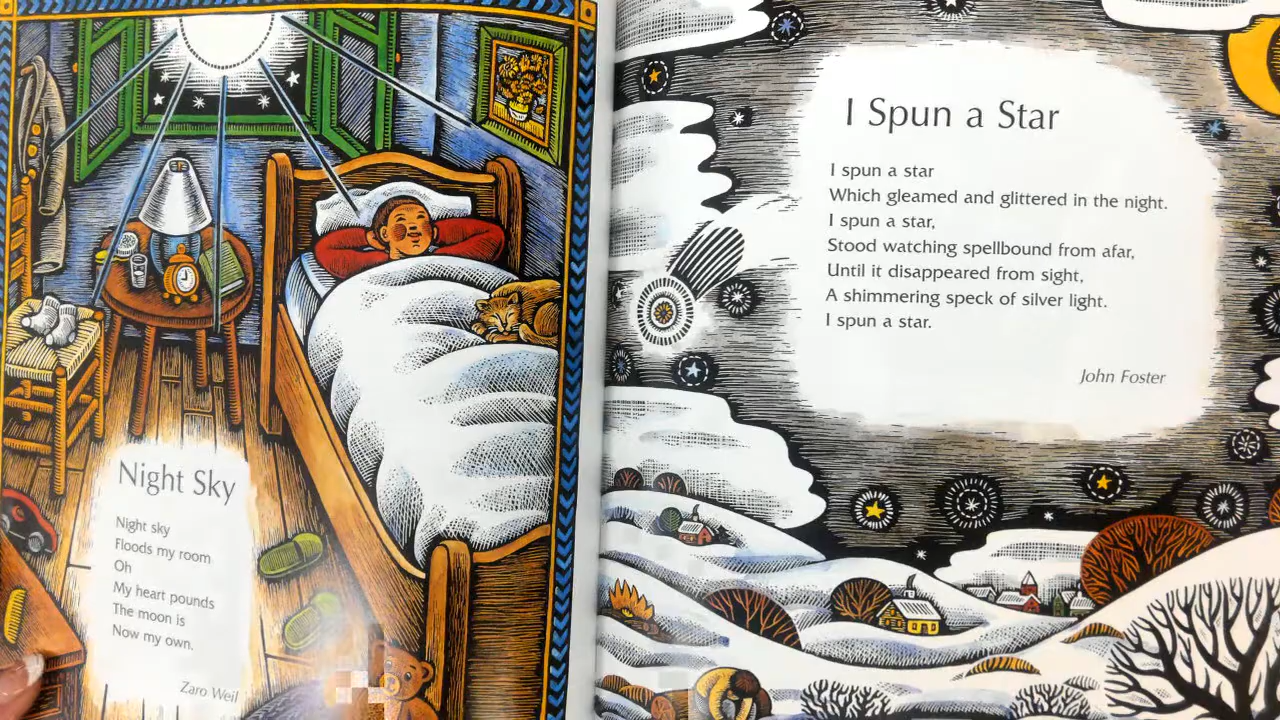 Night Sky
Night sky
Floods my room
Oh
My heart pounds
The moon is
Now my own.
Zaro Weil
I Spun a Star
I spun a star
Which gleamed and glittered in the night.
I spun a star,
Stood watching spellbound from afar,
Until it disappeared from sight,
A shimmering speck of silver light.
I spun a star.
John Foster